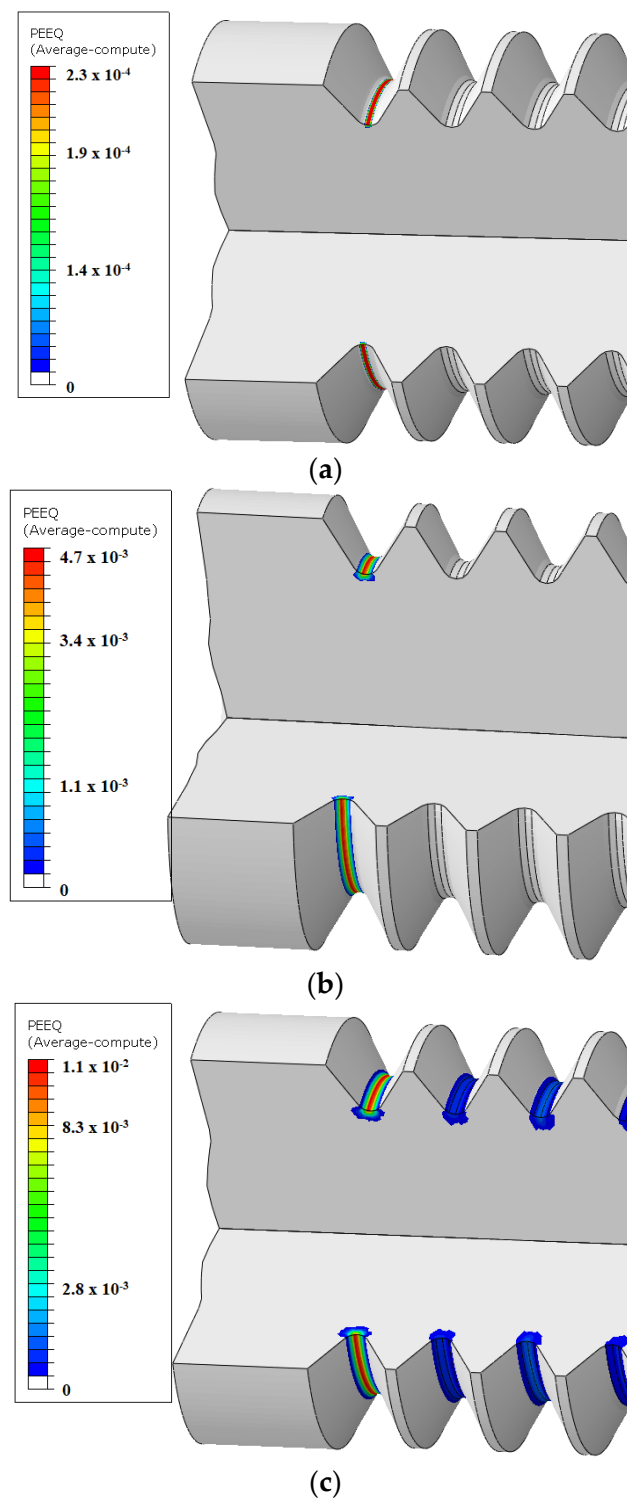 PEEQ
(Average-compute)
2.3 x 10⁻⁴
1.9 x 10⁻⁴
1.4 x 10⁻⁴
0
(a)
PEEQ
(Average-compute)
4.7 x 10⁻³
3.4 x 10⁻³
1.1 x 10⁻³
0
(b)
PEEQ
(Average-compute)
1.1 x 10⁻²
8.3 x 10⁻³
2.8 x 10⁻³
0
(c)